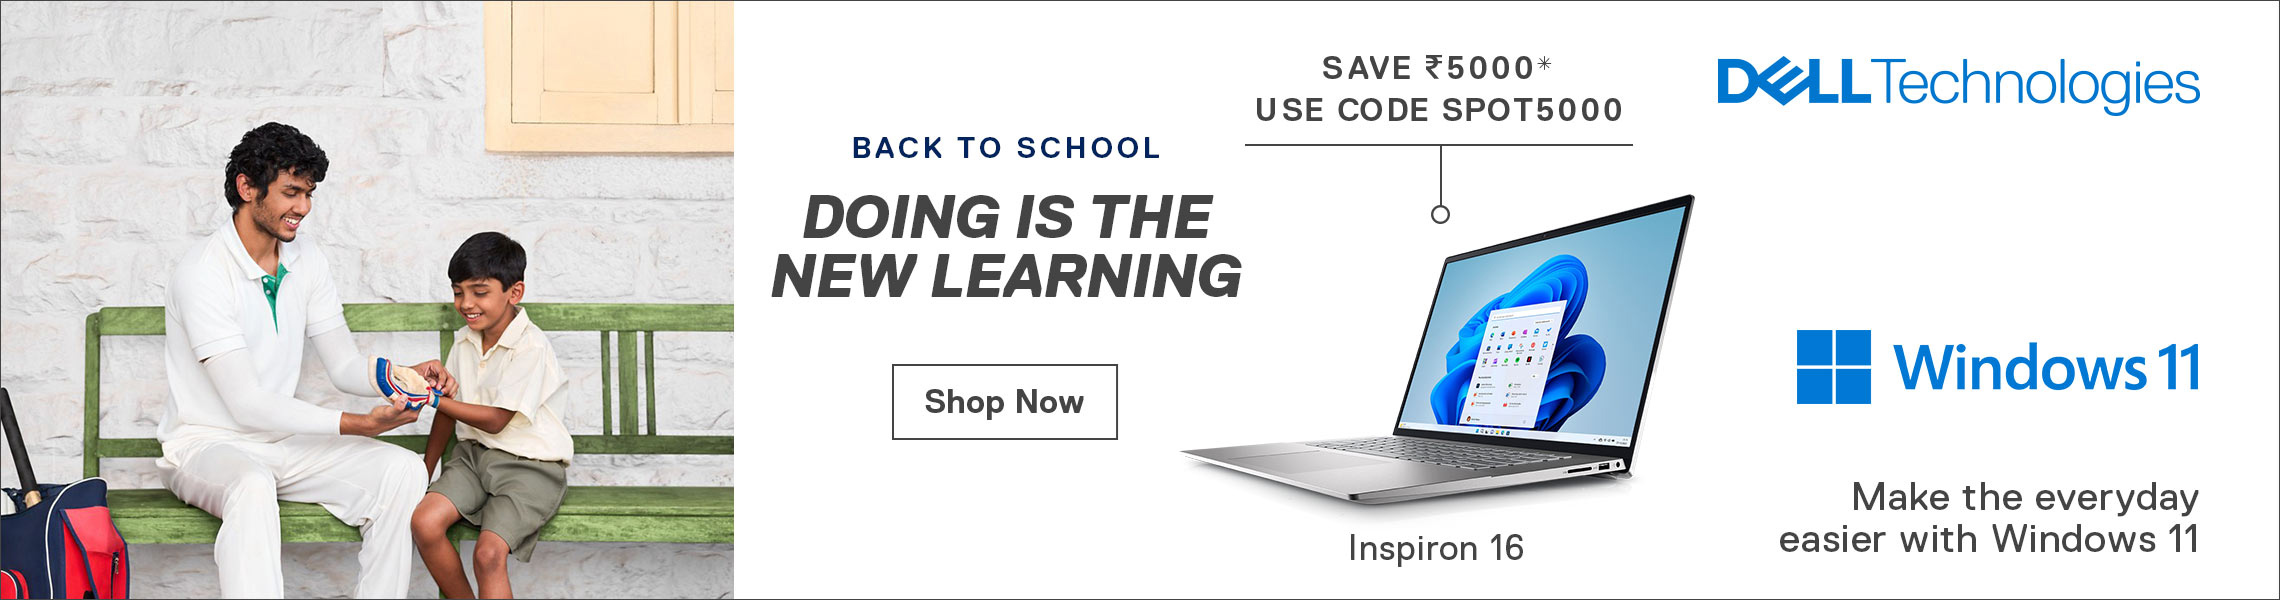 BACK TO SCHOOL
DOING IS THE
NEW LEARNING
Shop Now
SAVE ₹5000*
USE CODE SPOT5000
Inspiron 16
DELLTechnologies
Windows 11
Make the everyday
easier with Windows 11